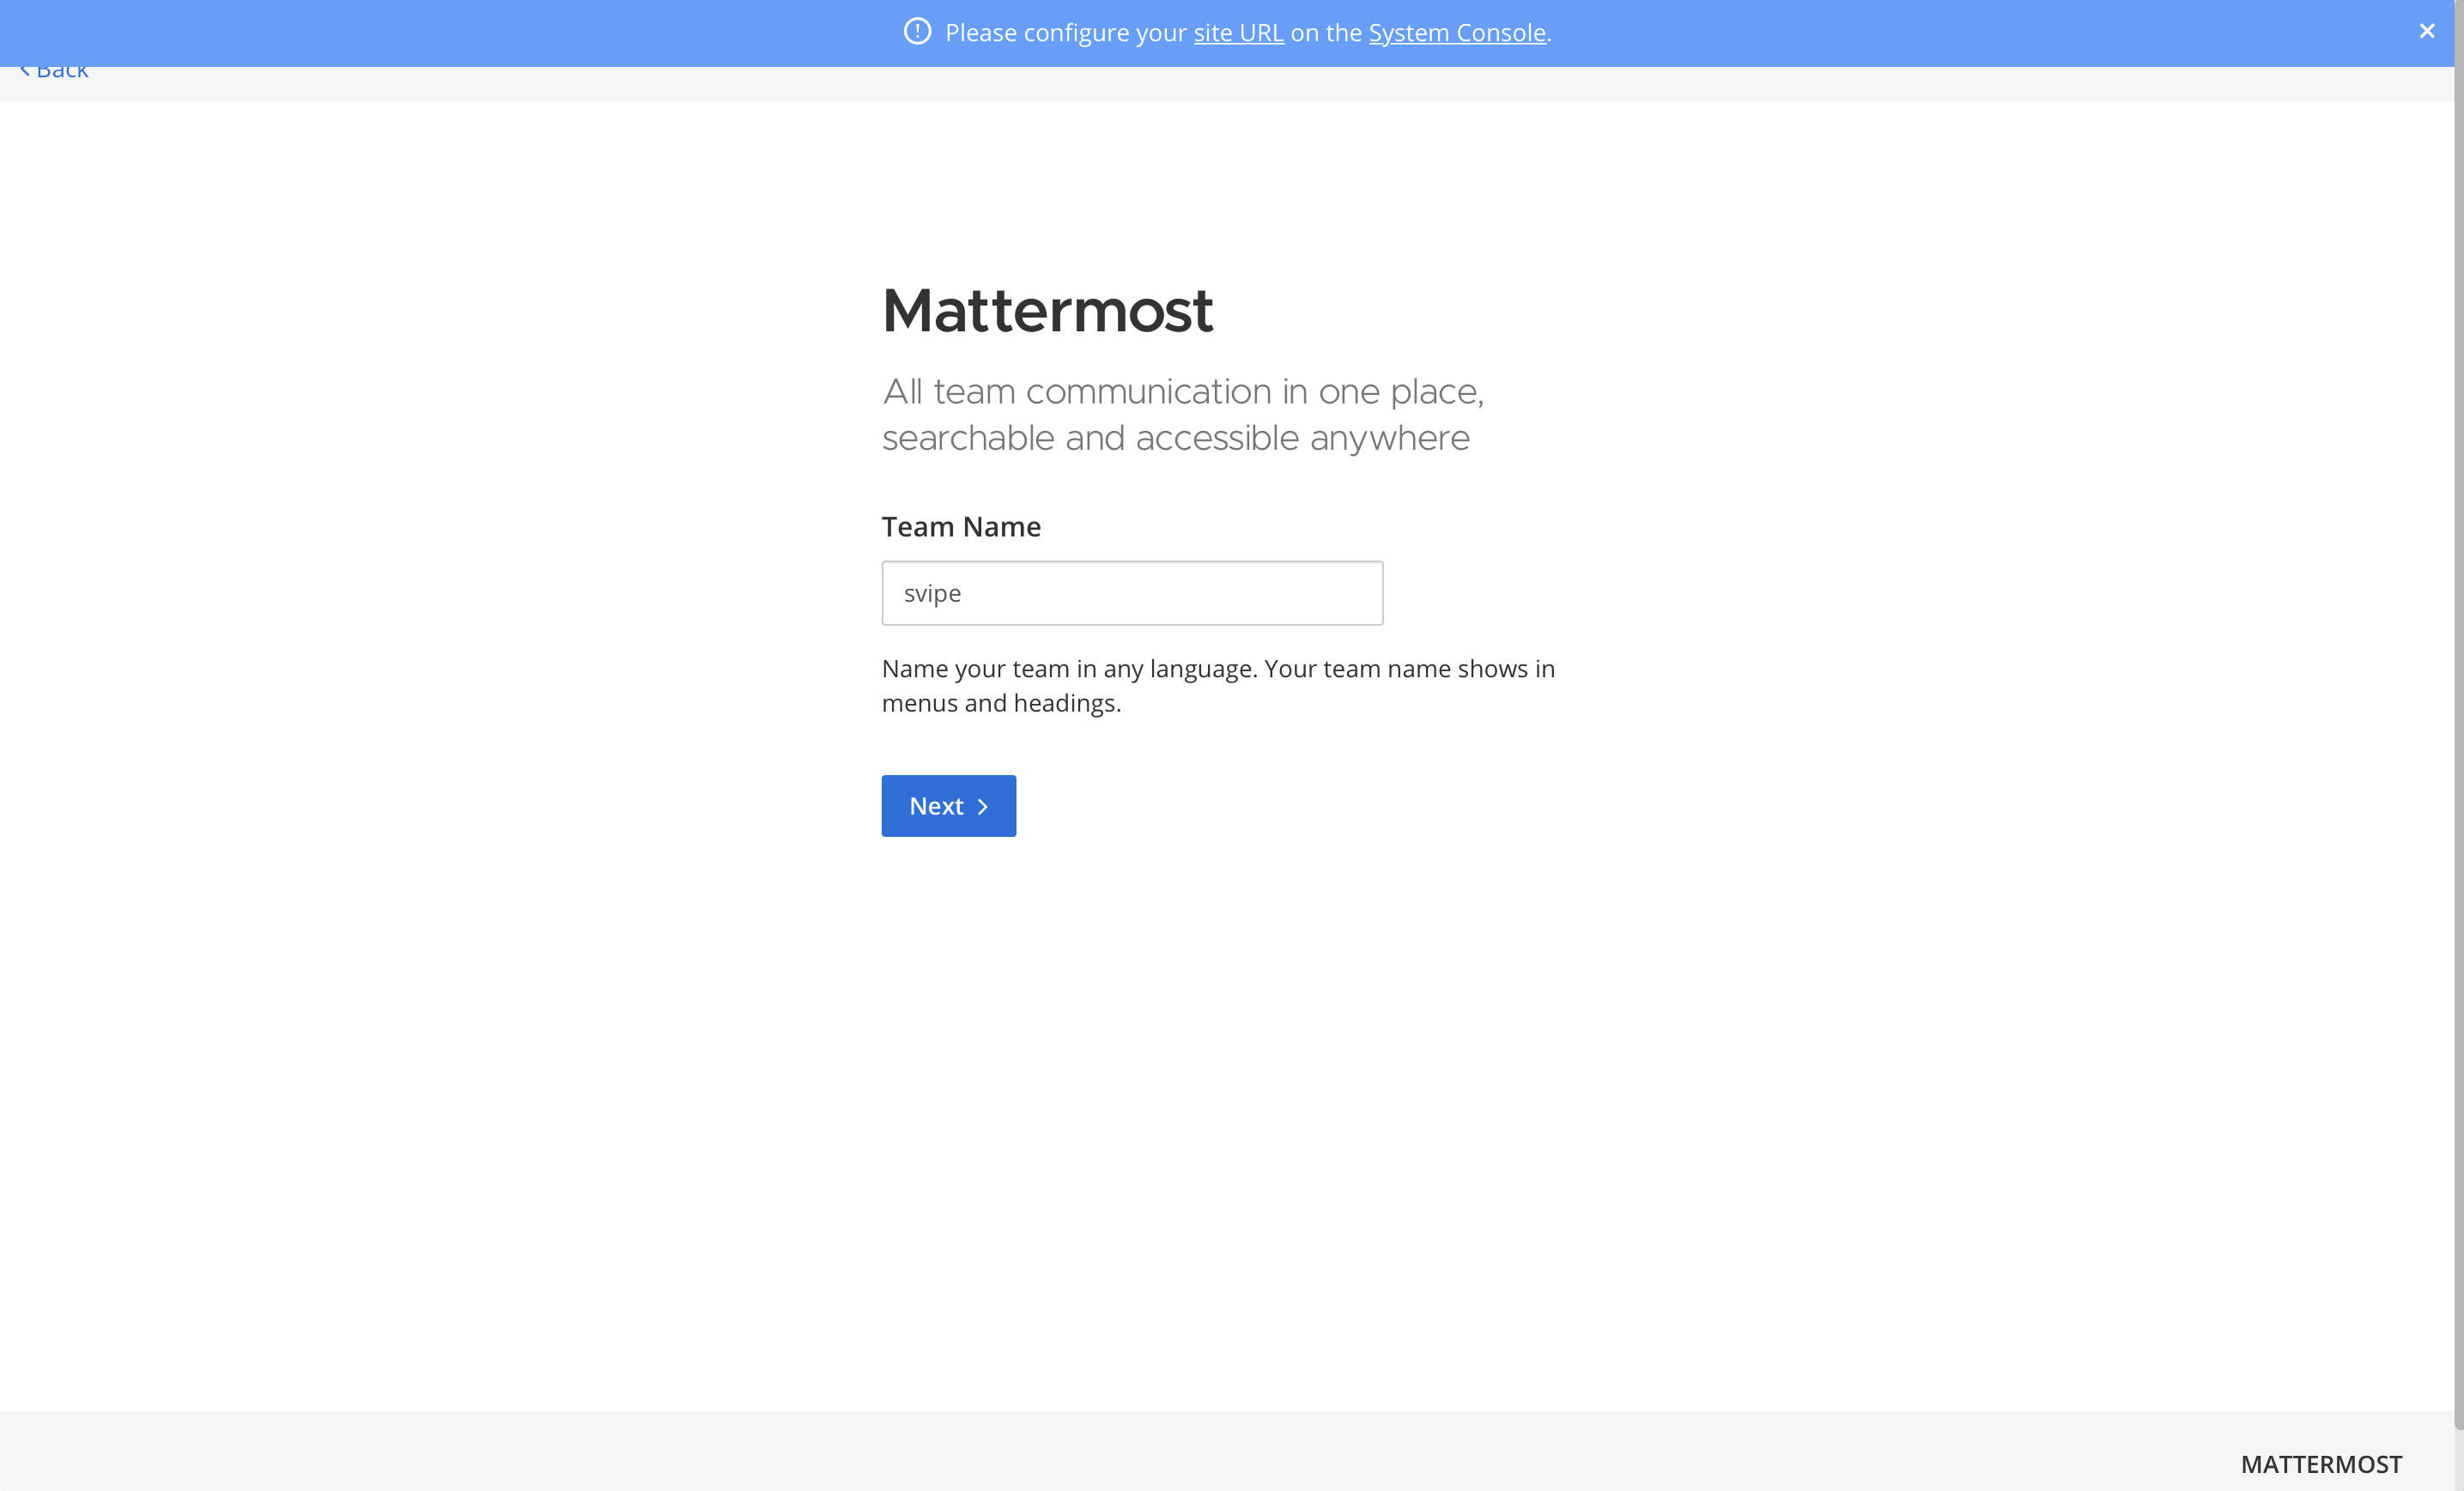 Please configure your site URL on the System Console.
Back
Mattermost
All team communication in one place,
searchable and accessible anywhere
Team Name
svipe
Name your team in any language. Your team name shows in
menus and headings.
Next
MATTERMOST